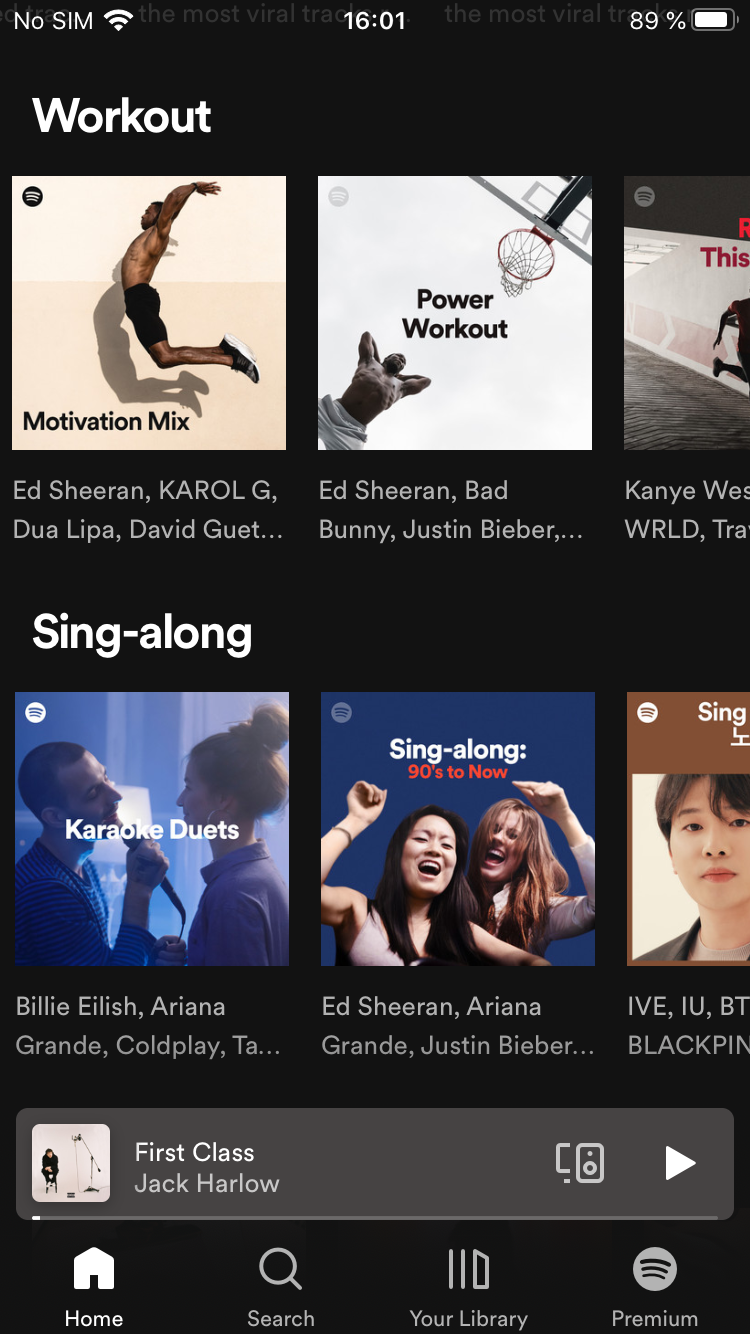 the most viral tracks
the most viral tracks
No SIM
16:01
89 %
Workout
Motivation Mix
Power
Workout
R
This
Ed Sheeran, KAROL G,
Dua Lipa, David Guet...
Ed Sheeran, Bad
Bunny, Justin Bieber,...
Kanye Wes
WRLD, Tra
Sing-along
Karaoke Duets
Sing-along:
90's to Now
Sing
노
Billie Eilish, Ariana
Grande, Coldplay, Ta...
Ed Sheeran, Ariana
Grande, Justin Bieber...
IVE, IU, BT
BLACKPIN
First Class
Jack Harlow
Home
Search
Your Library
Premium